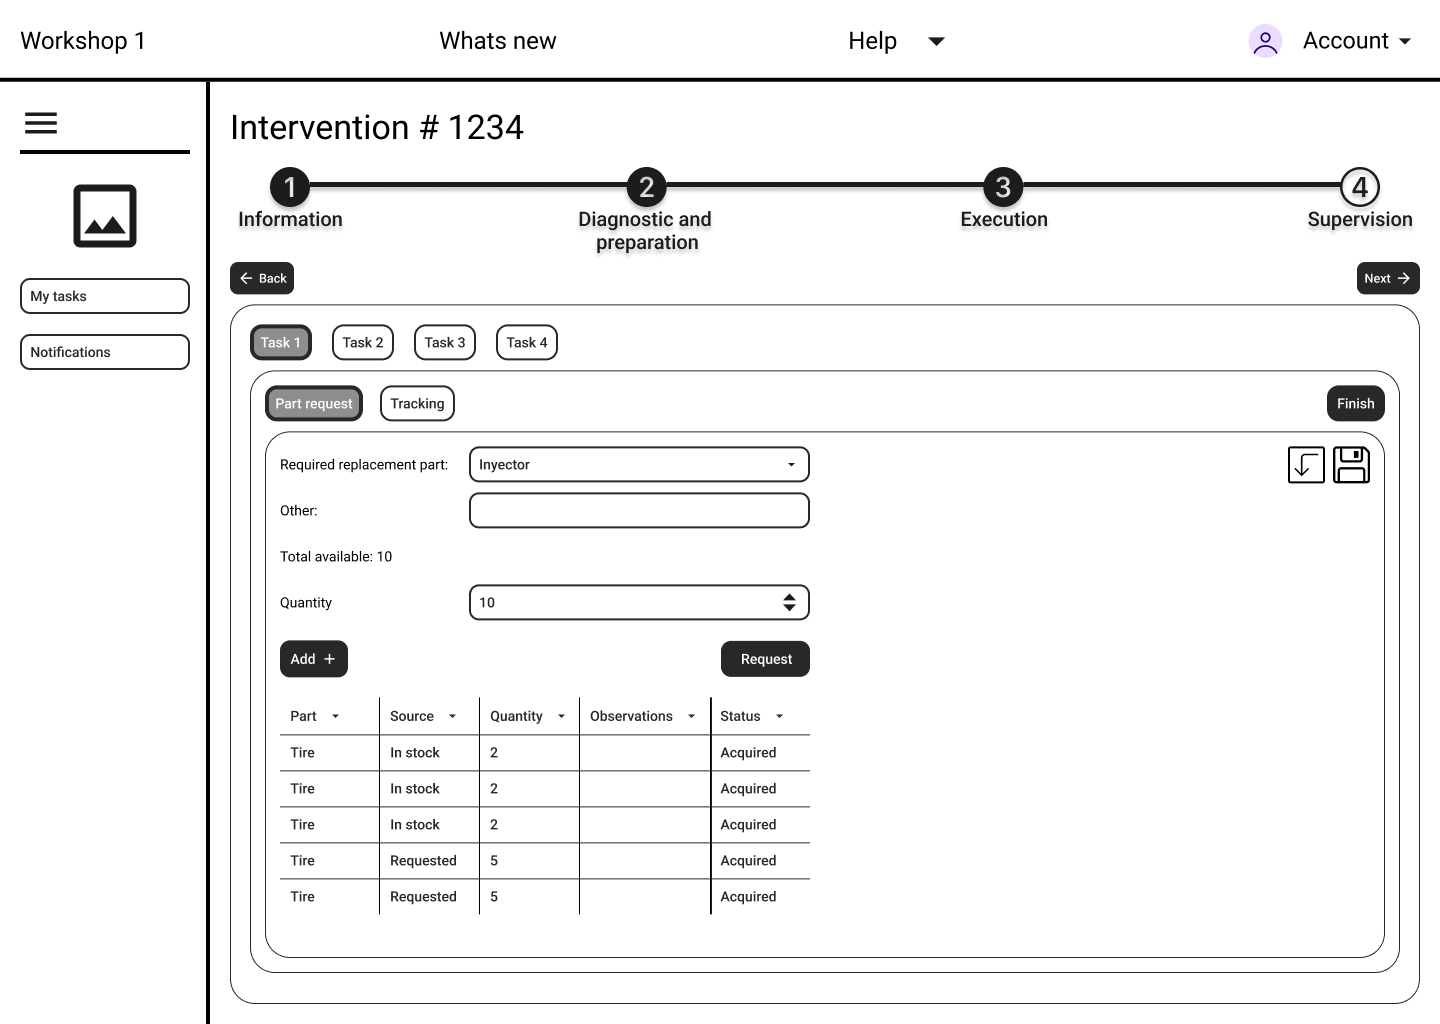 Workshop 1
Whats new
Help
Account
Intervention # 1234
1
2
3
4
Information
Diagnostic and
preparation
Execution
Supervision
Back
Next
My tasks
Notifications
Task 1
Task 2
Task 3
Task 4
Part request
Tracking
Finish
Required replacement part:
Inyector
Other:
Total available: 10
Quantity
10
Add +
Request
Part Source Quantity Observations Status
Tire In stock 2 Acquired
Tire In stock 2 Acquired
Tire In stock 2 Acquired
Tire Requested 5 Acquired
Tire Requested 5 Acquired